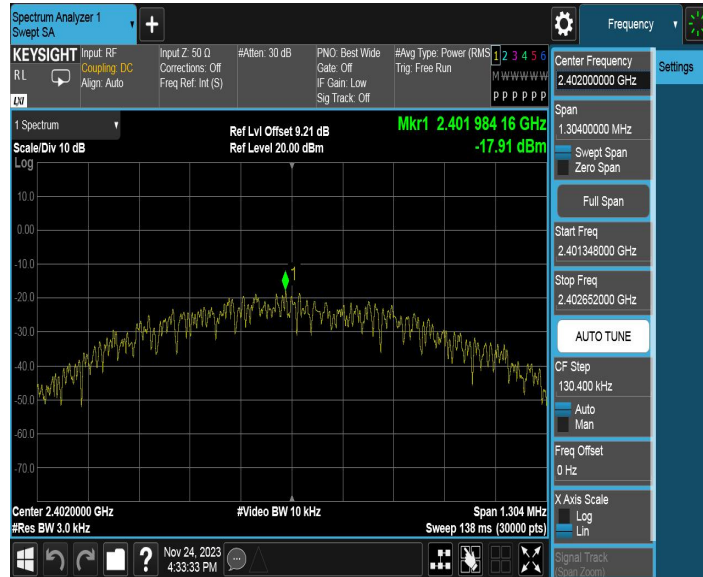 Spectrum Analyzer 1
Swept SA
Frequency
KEYSIGHT
RL
LXI
Input: RF
Coupling: DC
Align: Auto
Input Z: 50 Ω
Corrections: Off
Freq Ref: Int (S)
#Atten: 30 dB
PNO: Best Wide
Gate: Off
IF Gain: Low
Sig Track: Off
#Avg Type: Power (RMS
Trig: Free Run
1 2 3 4 5 6
M W W W W W
P P P P P P
1 Spectrum
Scale/Div 10 dB
Log
Ref Lvl Offset 9.21 dB
Ref Level 20.00 dBm
Mkr1 2.401 984 16 GHz
-17.91 dBm
10.0
0.00
-10.0
-20.0
-30.0
-40.0
-50.0
-60.0
-70.0
1
Center 2.4020000 GHz
#Res BW 3.0 kHz
#Video BW 10 kHz
Span 1.304 MHz
Sweep 138 ms (30000 pts)
Nov 24, 2023
4:33:33 PM
Center Frequency
2.402000000 GHz
Settings
Span
1.30400000 MHz
Swept Span
Zero Span
Full Span
Start Freq
2.401348000 GHz
Stop Freq
2.402652000 GHz
AUTO TUNE
CF Step
130.400 kHz
Auto
Man
Freq Offset
0 Hz
X Axis Scale
Log
Lin
Signal Track
(Span Zoom)